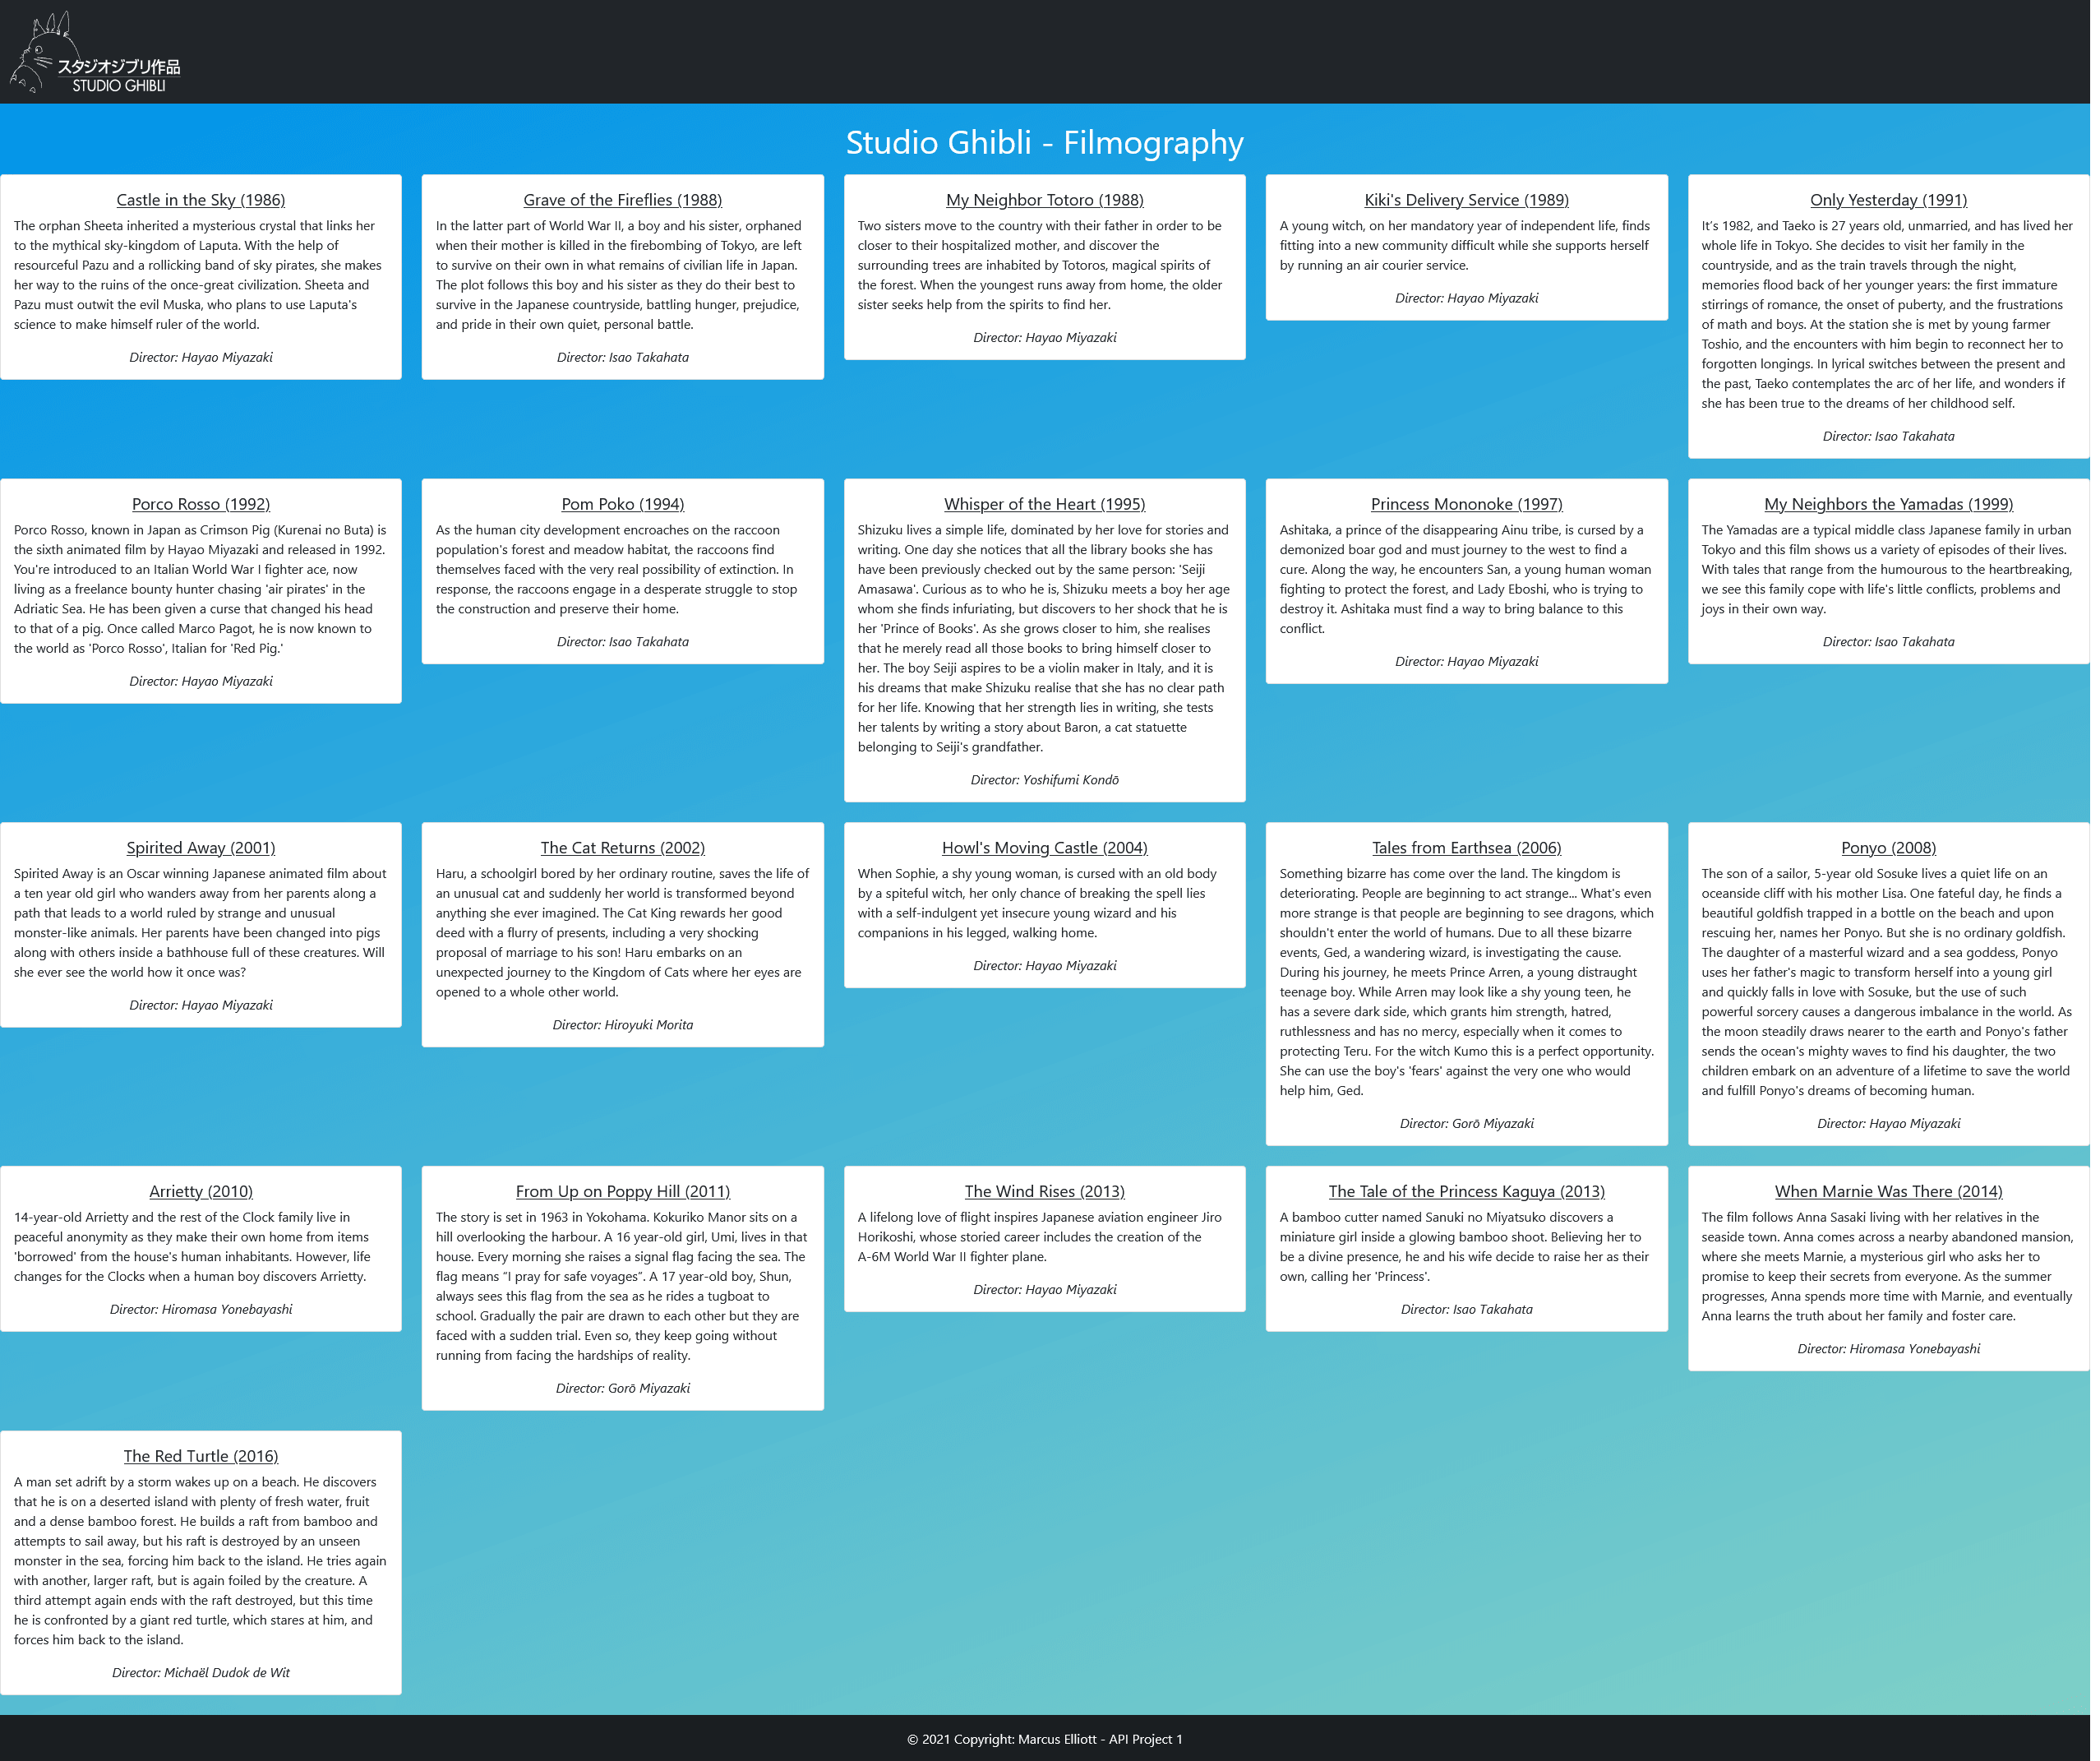 スタジオジブリ作品
STUDIO GHIBLI
Studio Ghibli - Filmography
Castle in the Sky (1986)
The orphan Sheeta inherited a mysterious crystal that links her
to the mythical sky-kingdom of Laputa. With the help of
resourceful Pazu and a rollicking band of sky pirates, she makes
her way to the ruins of the once-great civilization. Sheeta and
Pazu must outwit the evil Muska, who plans to use Laputa's
science to make himself ruler of the world.
Director: Hayao Miyazaki
Grave of the Fireflies (1988)
In the latter part of World War II, a boy and his sister, orphaned
when their mother is killed in the firebombing of Tokyo, are left
to survive on their own in what remains of civilian life in Japan.
The plot follows this boy and his sister as they do their best to
survive in the Japanese countryside, battling hunger, prejudice,
and pride in their own quiet, personal battle.
Director: Isao Takahata
My Neighbor Totoro (1988)
Two sisters move to the country with their father in order to be
closer to their hospitalized mother, and discover the
surrounding trees are inhabited by Totoros, magical spirits of
the forest. When the youngest runs away from home, the older
sister seeks help from the spirits to find her.
Director: Hayao Miyazaki
Kiki's Delivery Service (1989)
A young witch, on her mandatory year of independent life, finds
fitting into a new community difficult while she supports herself
by running an air courier service.
Director: Hayao Miyazaki
Only Yesterday (1991)
It’s 1982, and Taeko is 27 years old, unmarried, and has lived her
whole life in Tokyo. She decides to visit her family in the
countryside, and as the train travels through the night,
memories flood back of her younger years: the first immature
stirrings of romance, the onset of puberty, and the frustrations
of math and boys. At the station she is met by young farmer
Toshio, and the encounters with him begin to reconnect her to
forgotten longings. In lyrical switches between the present and
the past, Taeko contemplates the arc of her life, and wonders if
she has been true to the dreams of her childhood self.
Director: Isao Takahata
Porco Rosso (1992)
Porco Rosso, known in Japan as Crimson Pig (Kurenai no Buta) is
the sixth animated film by Hayao Miyazaki and released in 1992.
You're introduced to an Italian World War I fighter ace, now
living as a freelance bounty hunter chasing 'air pirates' in the
Adriatic Sea. He has been given a curse that changed his head
to that of a pig. Once called Marco Pagot, he is now known to
the world as 'Porco Rosso', Italian for 'Red Pig.'
Director: Hayao Miyazaki
Pom Poko (1994)
As the human city development encroaches on the raccoon
population's forest and meadow habitat, the raccoons find
themselves faced with the very real possibility of extinction. In
response, the raccoons engage in a desperate struggle to stop
the construction and preserve their home.
Director: Isao Takahata
Whisper of the Heart (1995)
Shizuku lives a simple life, dominated by her love for stories and
writing. One day she notices that all the library books she has
have been previously checked out by the same person: 'Seiji
Amasawa'. Curious as to who he is, Shizuku meets a boy her age
whom she finds infuriating, but discovers to her shock that he is
her 'Prince of Books'. As she grows closer to him, she realises
that he merely read all those books to bring himself closer to
her. The boy Seiji aspires to be a violin maker in Italy, and it is
his dreams that make Shizuku realise that she has no clear path
for her life. Knowing that her strength lies in writing, she tests
her talents by writing a story about Baron, a cat statuette
belonging to Seiji's grandfather.
Director: Yoshifumi Kondō
Princess Mononoke (1997)
Ashitaka, a prince of the disappearing Ainu tribe, is cursed by a
demonized boar god and must journey to the west to find a
cure. Along the way, he encounters San, a young human woman
fighting to protect the forest, and Lady Eboshi, who is trying to
destroy it. Ashitaka must find a way to bring balance to this
conflict.
Director: Hayao Miyazaki
My Neighbors the Yamadas (1999)
The Yamadas are a typical middle class Japanese family in urban
Tokyo and this film shows us a variety of episodes of their lives.
With tales that range from the humourous to the heartbreaking,
we see this family cope with life's little conflicts, problems and
joys in their own way.
Director: Isao Takahata
Spirited Away (2001)
Spirited Away is an Oscar winning Japanese animated film about
a ten year old girl who wanders away from her parents along a
path that leads to a world ruled by strange and unusual
monster-like animals. Her parents have been changed into pigs
along with others inside a bathhouse full of these creatures. Will
she ever see the world how it once was?
Director: Hayao Miyazaki
The Cat Returns (2002)
Haru, a schoolgirl bored by her ordinary routine, saves the life of
an unusual cat and suddenly her world is transformed beyond
anything she ever imagined. The Cat King rewards her good
deed with a flurry of presents, including a very shocking
proposal of marriage to his son! Haru embarks on an
unexpected journey to the Kingdom of Cats where her eyes are
opened to a whole other world.
Director: Hiroyuki Morita
Howl's Moving Castle (2004)
When Sophie, a shy young woman, is cursed with an old body
by a spiteful witch, her only chance of breaking the spell lies
with a self-indulgent yet insecure young wizard and his
companions in his legged, walking home.
Director: Hayao Miyazaki
Tales from Earthsea (2006)
Something bizarre has come over the land. The kingdom is
deteriorating. People are beginning to act strange... What's even
more strange is that people are beginning to see dragons, which
shouldn't enter the world of humans. Due to all these bizarre
events, Ged, a wandering wizard, is investigating the cause.
During his journey, he meets Prince Arren, a young distraught
teenage boy. While Arren may look like a shy young teen, he
has a severe dark side, which grants him strength, hatred,
ruthlessness and has no mercy, especially when it comes to
protecting Teru. For the witch Kumo this is a perfect opportunity.
She can use the boy's 'fears' against the very one who would
help him, Ged.
Director: Gorō Miyazaki
Ponyo (2008)
The son of a sailor, 5-year old Sosuke lives a quiet life on an
oceanside cliff with his mother Lisa. One fateful day, he finds a
beautiful goldfish trapped in a bottle on the beach and upon
rescuing her, names her Ponyo. But she is no ordinary goldfish.
The daughter of a masterful wizard and a sea goddess, Ponyo
uses her father's magic to transform herself into a young girl
and quickly falls in love with Sosuke, but the use of such
powerful sorcery causes a dangerous imbalance in the world. As
the moon steadily draws nearer to the earth and Ponyo's father
sends the ocean's mighty waves to find his daughter, the two
children embark on an adventure of a lifetime to save the world
and fulfill Ponyo's dreams of becoming human.
Director: Hayao Miyazaki
Arrietty (2010)
14-year-old Arrietty and the rest of the Clock family live in
peaceful anonymity as they make their own home from items
'borrowed' from the house's human inhabitants. However, life
changes for the Clocks when a human boy discovers Arrietty.
Director: Hiromasa Yonebayashi
From Up on Poppy Hill (2011)
The story is set in 1963 in Yokohama. Kokuriko Manor sits on a
hill overlooking the harbour. A 16 year-old girl, Umi, lives in that
house. Every morning she raises a signal flag facing the sea. The
flag means “I pray for safe voyages”. A 17 year-old boy, Shun,
always sees this flag from the sea as he rides a tugboat to
school. Gradually the pair are drawn to each other but they are
faced with a sudden trial. Even so, they keep going without
running from facing the hardships of reality.
Director: Gorō Miyazaki
The Wind Rises (2013)
A lifelong love of flight inspires Japanese aviation engineer Jiro
Horikoshi, whose storied career includes the creation of the
A-6M World War II fighter plane.
Director: Hayao Miyazaki
The Tale of the Princess Kaguya (2013)
A bamboo cutter named Sanuki no Miyatsuko discovers a
miniature girl inside a glowing bamboo shoot. Believing her to
be a divine presence, he and his wife decide to raise her as their
own, calling her 'Princess'.
Director: Isao Takahata
When Marnie Was There (2014)
The film follows Anna Sasaki living with her relatives in the
seaside town. Anna comes across a nearby abandoned mansion,
where she meets Marnie, a mysterious girl who asks her to
promise to keep their secrets from everyone. As the summer
progresses, Anna spends more time with Marnie, and eventually
Anna learns the truth about her family and foster care.
Director: Hiromasa Yonebayashi
The Red Turtle (2016)
A man set adrift by a storm wakes up on a beach. He discovers
that he is on a deserted island with plenty of fresh water, fruit
and a dense bamboo forest. He builds a raft from bamboo and
attempts to sail away, but his raft is destroyed by an unseen
monster in the sea, forcing him back to the island. He tries again
with another, larger raft, but is again foiled by the creature. A
third attempt again ends with the raft destroyed, but this time
he is confronted by a giant red turtle, which stares at him, and
forces him back to the island.
Director: Michaël Dudok de Wit
© 2021 Copyright: Marcus Elliott - API Project 1